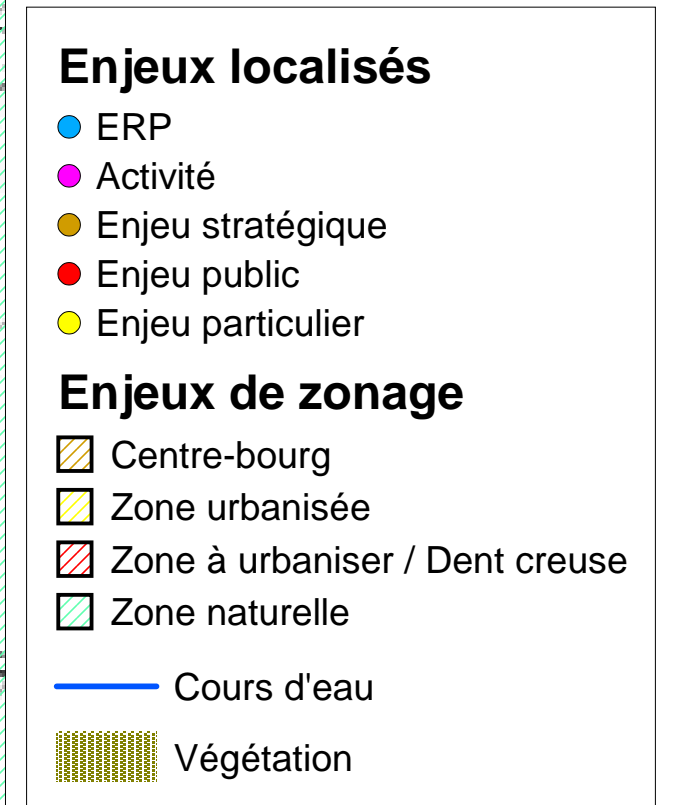 Enjeux localisés
ERP
Activité
Enjeu stratégique
Enjeu public
Enjeu particulier
Enjeux de zonage
Centre-bourg
Zone urbanisée
Zone à urbaniser / Dent creuse
Zone naturelle
Cours d'eau
Végétation